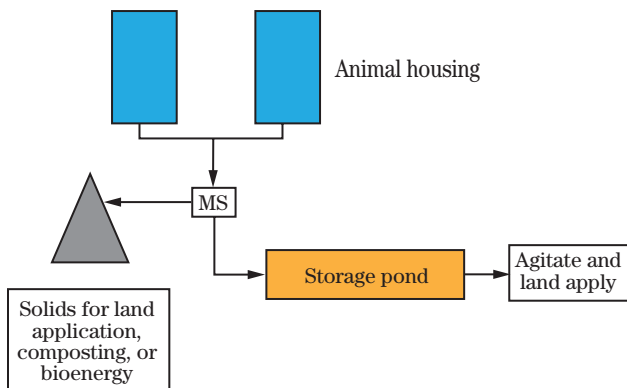 Animal housing
MS
Storage pond
Agitate and
land apply
Solids for land
application,
composting, or
bioenergy